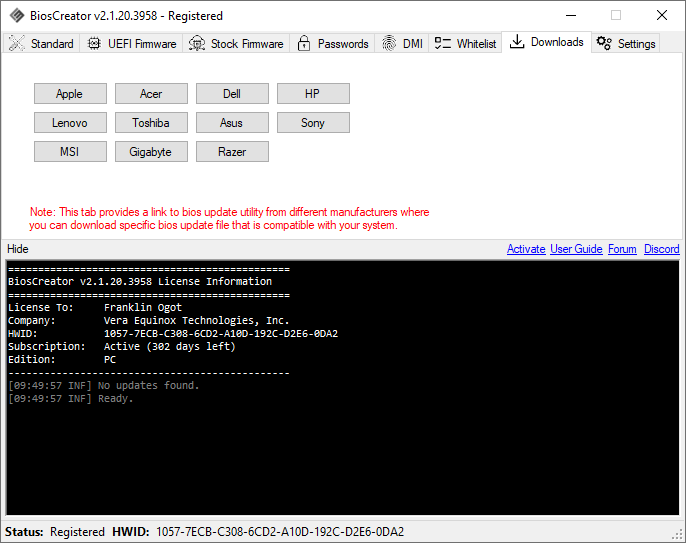 BiosCreator v2.1.20.3958 - Registered
Standard UEFI Firmware Stock Firmware Passwords DMI Whitelist Downloads Settings
Apple Acer Dell HP
Lenovo Toshiba Asus Sony
MSI Gigabyte Razer
Note: This tab provides a link to bios update utility from different manufacturers where
you can download specific bios update file that is compatible with your system.
Hide Activate User Guide Forum Discord
===============================================
BiosCreator v2.1.20.3958 License Information
===============================================
License To: Franklin Ogot
Company: Vera Equinox Technologies, Inc.
HWID: 1057-7ECB-C308-6CD2-A10D-192C-D2E6-0DA2
Subscription: Active (302 days left)
Edition: PC
-----------------------------------------------
[09:49:57 INF] No updates found.
[09:49:57 INF] Ready.
Status: Registered HWID: 1057-7ECB-C308-6CD2-A10D-192C-D2E6-0DA2